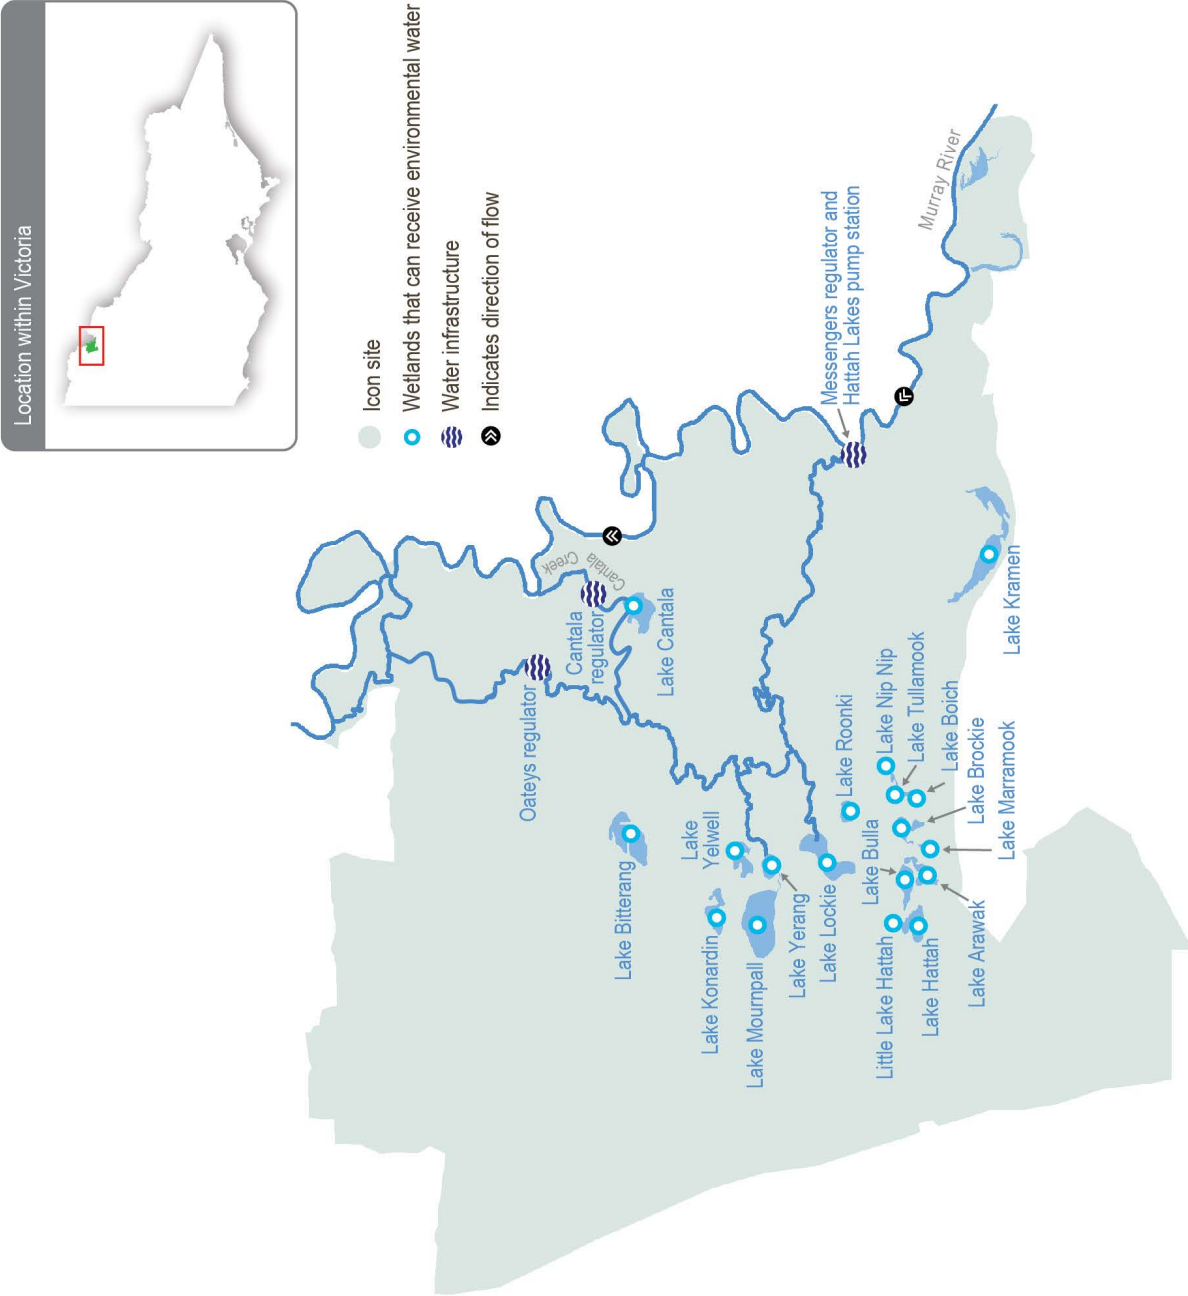 Location within Victoria
Icon site
Wetlands that can receive environmental water
Water infrastructure
Indicates direction of flow
Murray River
Messengers regulator and
Hattah Lakes pump station
Cantala
Creek
Cantala
regulator
Lake Cantala
Oateys regulator
Lake Kramen
Lake Bitterang
Lake
Yelwell
Lake Konardin
Lake Mournpall
Lake Yerang
Lake Lockie
Lake Roonki
Lake Nip Nip
Lake Tullamook
Lake Boich
Lake Brockie
Lake Marramook
Lake Bulla
Little Lake Hattah
Lake Hattah
Lake Arawak